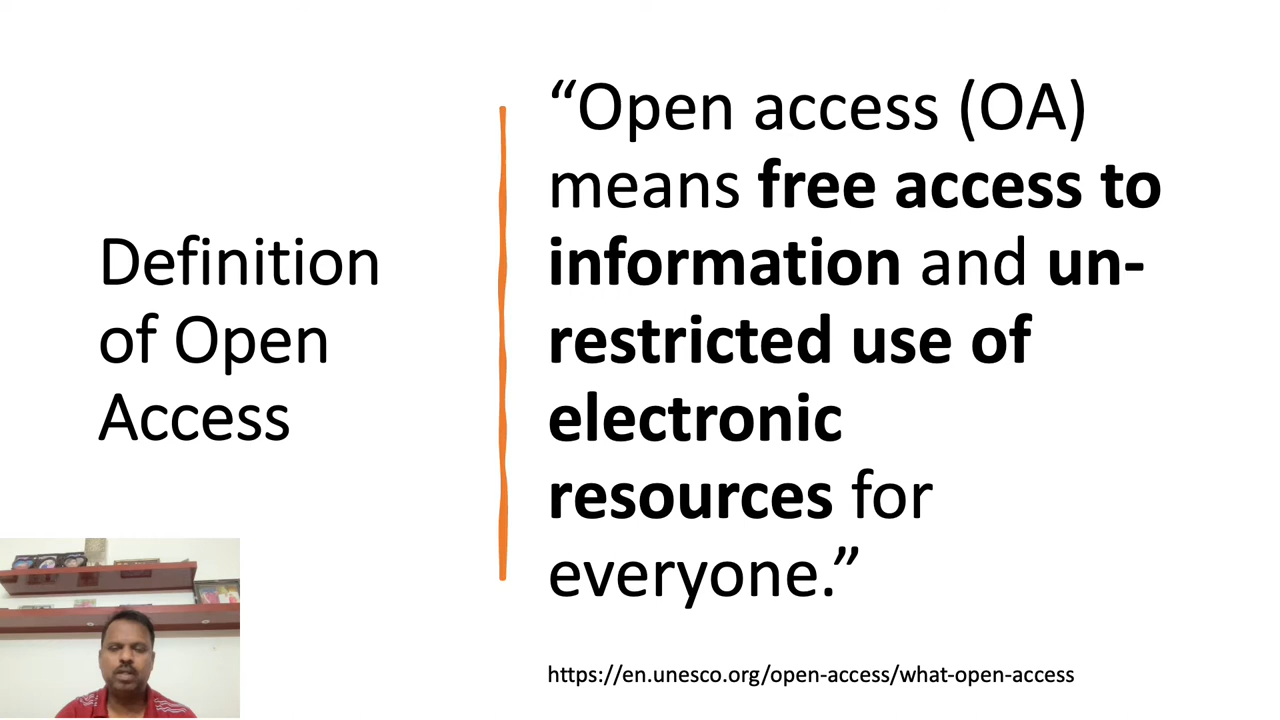 Definition
of Open
Access
“Open access (OA)
means free access to
information and un-
restricted use of
electronic
resources for
everyone.”
https://en.unesco.org/open-access/what-open-access